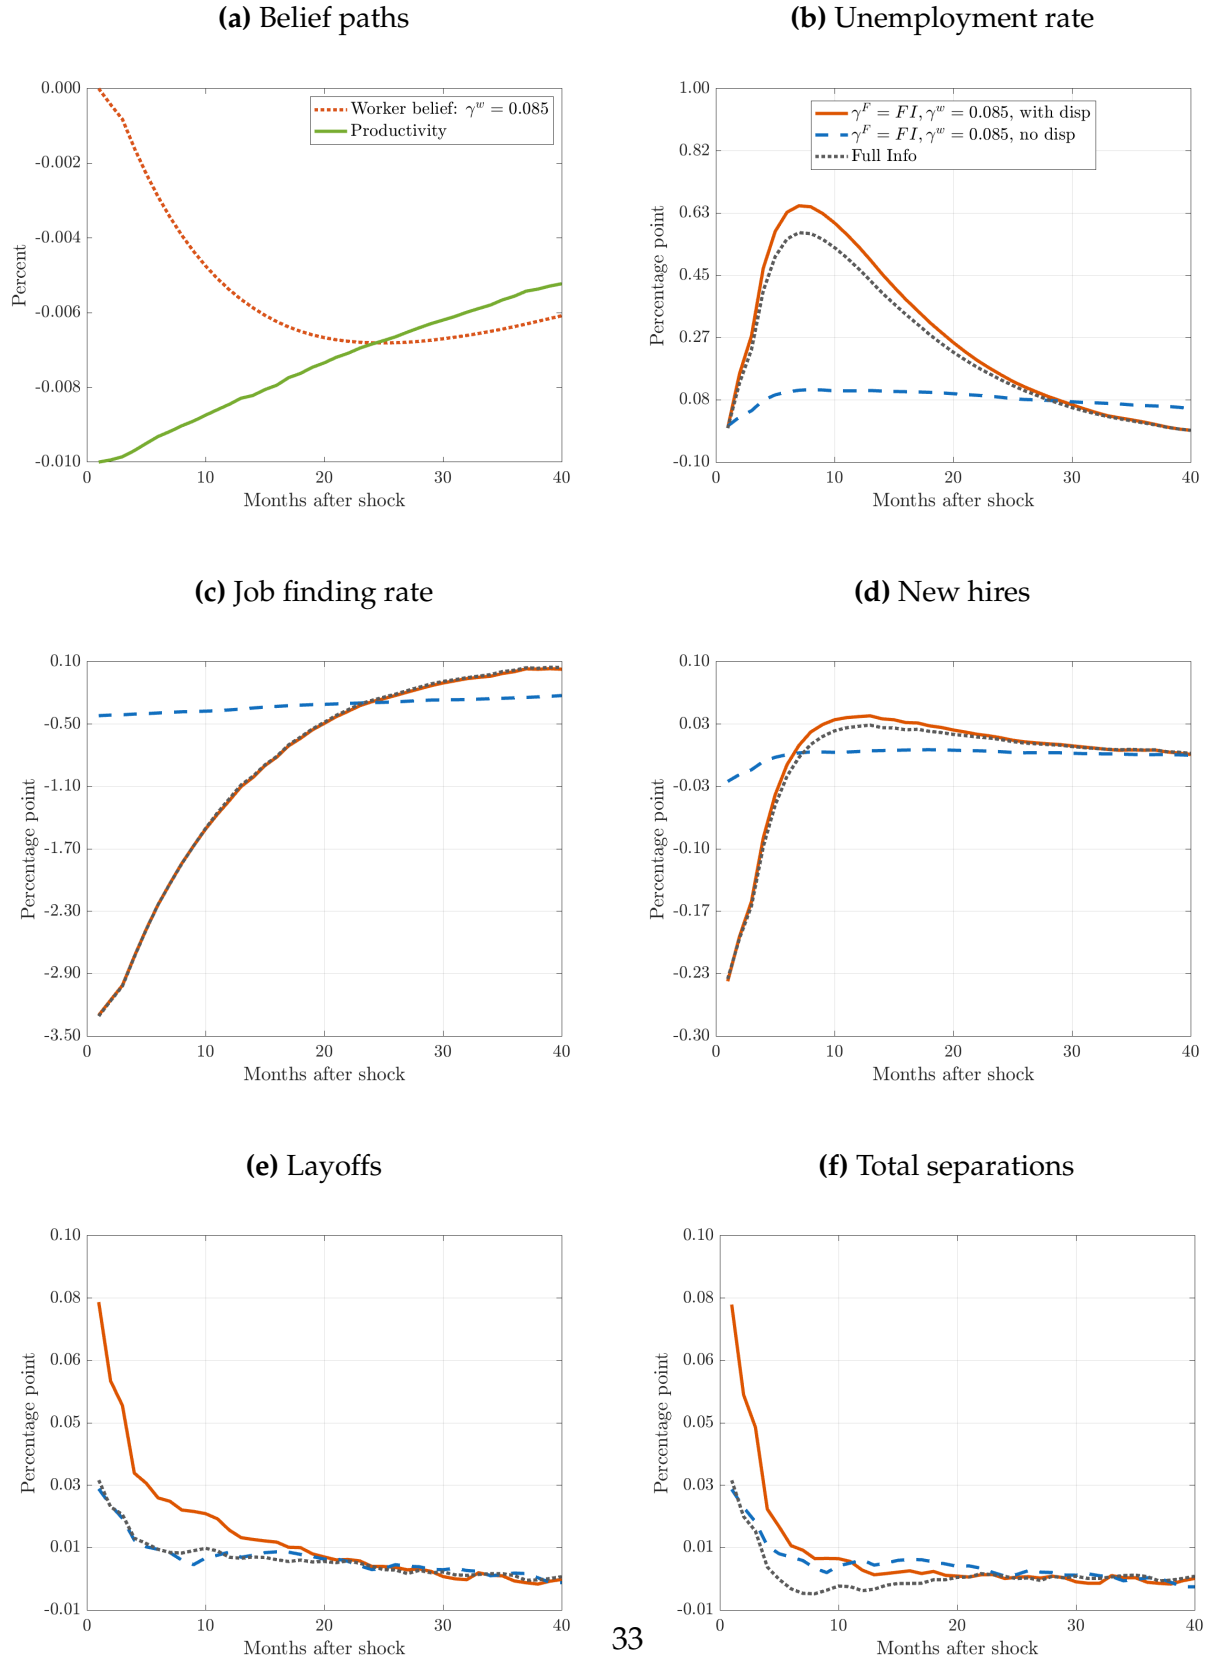 (a) Belief paths
0.000
-0.002
-0.004
-0.006
-0.008
-0.010
Percent
Worker belief: γ^w = 0.085
Productivity
0 10 20 30 40
Months after shock
(b) Unemployment rate
1.00
0.82
0.63
0.45
0.27
0.08
-0.10
Percentage point
γ^F = FI, γ^w = 0.085, with disp
γ^F = FI, γ^w = 0.085, no disp
Full Info
0 10 20 30 40
Months after shock
(c) Job finding rate
0.10
-0.50
-1.10
-1.70
-2.30
-2.90
-3.50
Percentage point
0 10 20 30 40
Months after shock
(d) New hires
0.10
0.03
-0.03
-0.10
-0.17
-0.23
-0.30
Percentage point
0 10 20 30 40
Months after shock
(e) Layoffs
0.10
0.08
0.06
0.05
0.03
0.01
-0.01
Percentage point
0 10 20 30 40
Months after shock
(f) Total separations
0.10
0.08
0.06
0.05
0.03
0.01
-0.01
Percentage point
0 10 20 30 40
Months after shock
33